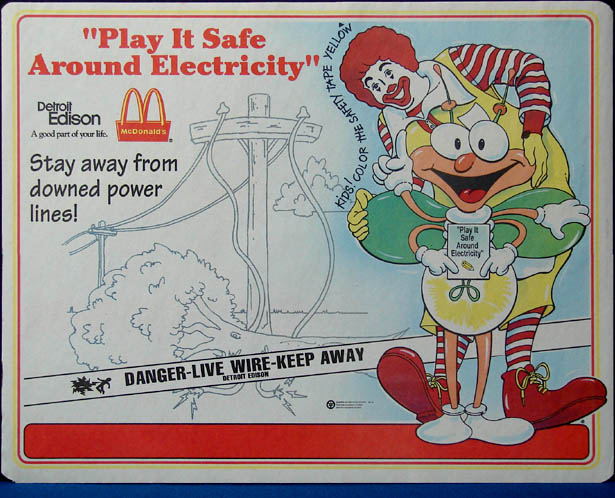 "Play It Safe
Around Electricity"
Detroit
Edison
A good part of your life.
McDonald's
Stay away from
downed power
lines!
KIDS! COLOR THE SAFETY TAPE YELLOW
"Play It
Safe
Around
Electricity"
DANGER-LIVE WIRE-KEEP AWAY
DETROIT EDISON